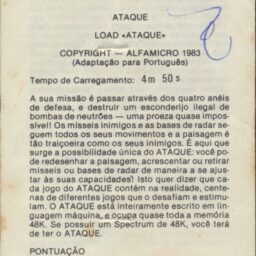 ATAQUE
LOAD «ATAQUE»
COPYRIGHT — ALFAMICRO 1983
(Adaptação para Português)
Tempo de Carregamento: 4m 50s
A sua missão é passar através dos quatro anéis
de defesa, e destruir um esconderijo ilegal de
bombas de neutrões — uma proeza quase impos-
sível! Os misseis inimigos e as bases de radar se-
guem todos os seus movimentos e a paisagem é
tão traiçoeira como os seus inimigos. É aqui que
surge a possibilidade única do ATAQUE: você po-
de redesenhar a paisagem, acrescentar ou retirar
misseis ou bases de radar de maneira a se ajus-
tar às suas capacidades! Isto quer dizer que ca-
da jogo do ATAQUE contém na realidade, cente-
nas de diferentes jogos que o desafiam e estimu-
lam. O ATAQUE está inteiramente escrito em lin-
guagem máquina, e ocupa quase toda a memória
48K. Se possuir um Spectrum de 48K, você terá
de ter o ATAQUE.
PONTUAÇÃO